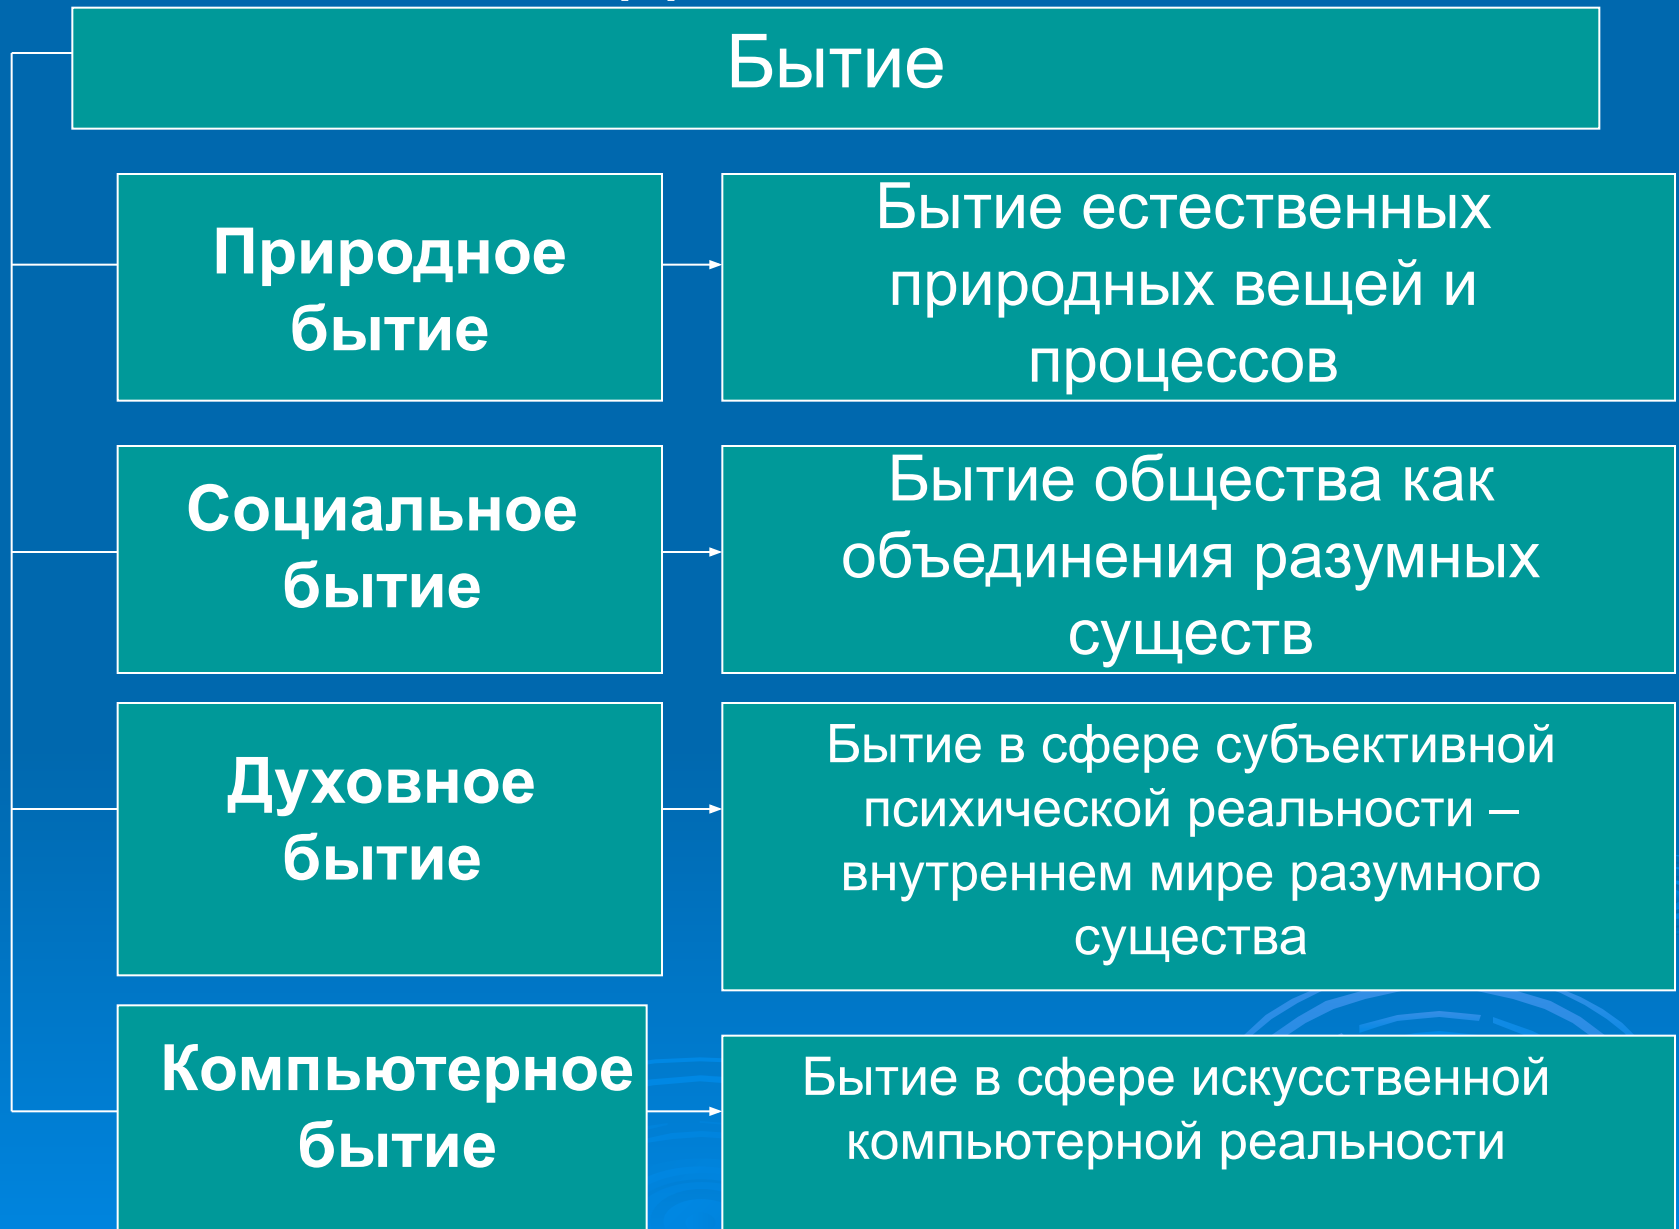 Бытие
Природное
бытие
Бытие естественных
природных вещей и
процессов
Социальное
бытие
Бытие общества как
объединения разумных
существ
Духовное
бытие
Бытие в сфере субъективной
психической реальности –
внутреннем мире разумного
существа
Компьютерное
бытие
Бытие в сфере искусственной
компьютерной реальности